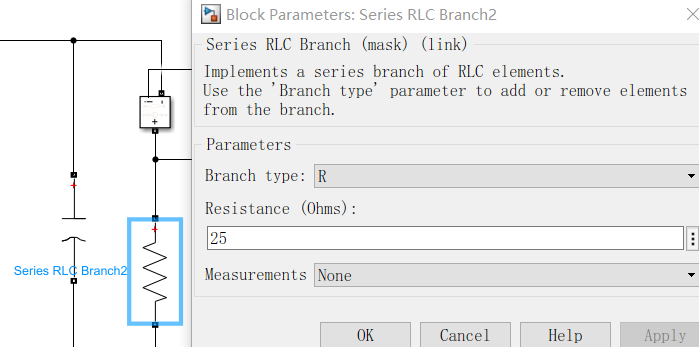 Block Parameters: Series RLC Branch2
Series RLC Branch (mask) (link)
Implements a series branch of RLC elements.
Use the 'Branch type' parameter to add or remove elements
from the branch.
Parameters
Branch type: R
Resistance (Ohms):
25
Measurements None
OK Cancel Help Apply
Series RLC Branch2